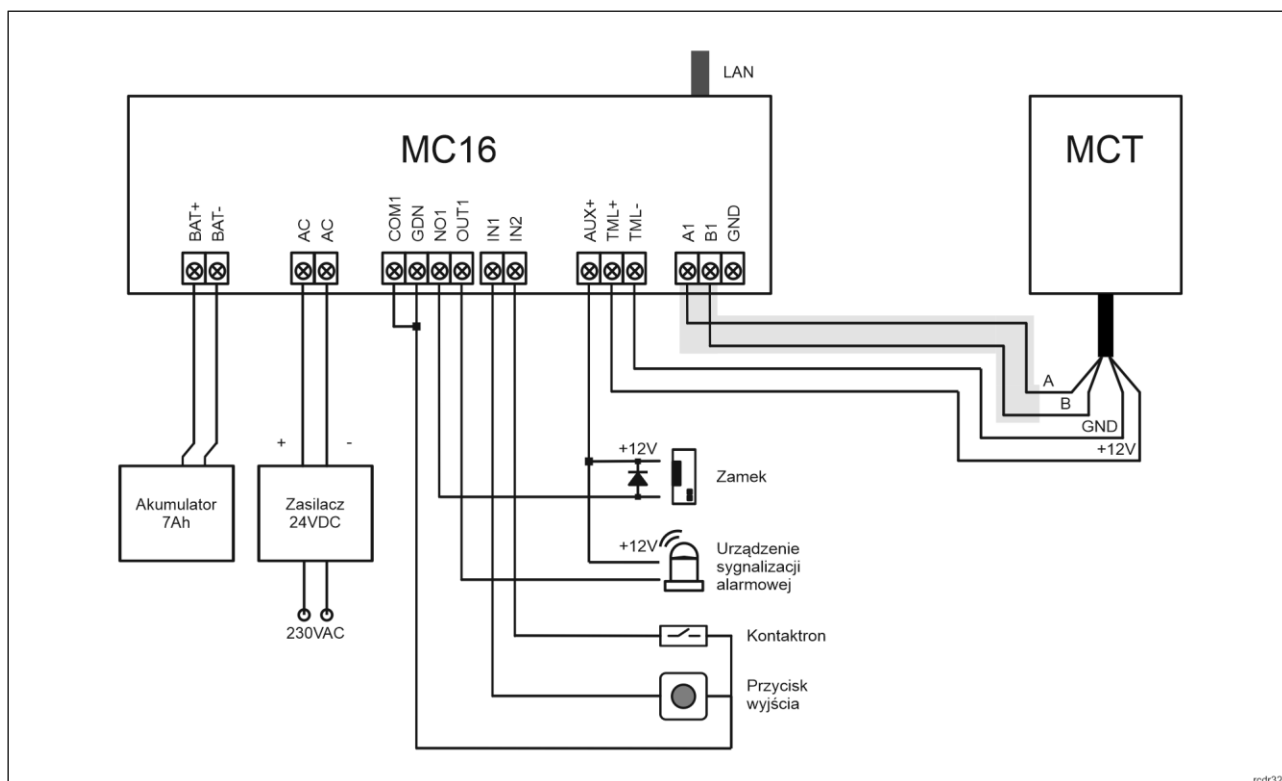 LAN
MC16
MCT
BAT+
BAT-
AC
AC
COM1
GDN
NO1
OUT1
IN1
IN2
AUX+
TML+
TML-
A1
B1
GND
A
B
GND
+12V
+
-
Akumulator
7Ah
Zasilacz
24VDC
230VAC
+12V
Zamek
+12V
Urządzenie
sygnalizacji
alarmowej
Kontaktron
Przycisk
wyjścia